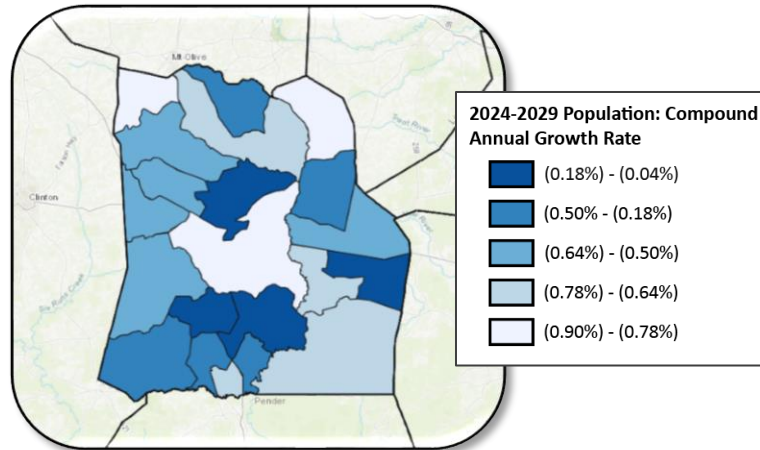 Mt Olive
Clinton
Pender
2024-2029 Population: Compound
Annual Growth Rate
(0.18%) - (0.04%)
(0.50% - (0.18%)
(0.64%) - (0.50%)
(0.78%) - (0.64%)
(0.90%) - (0.78%)